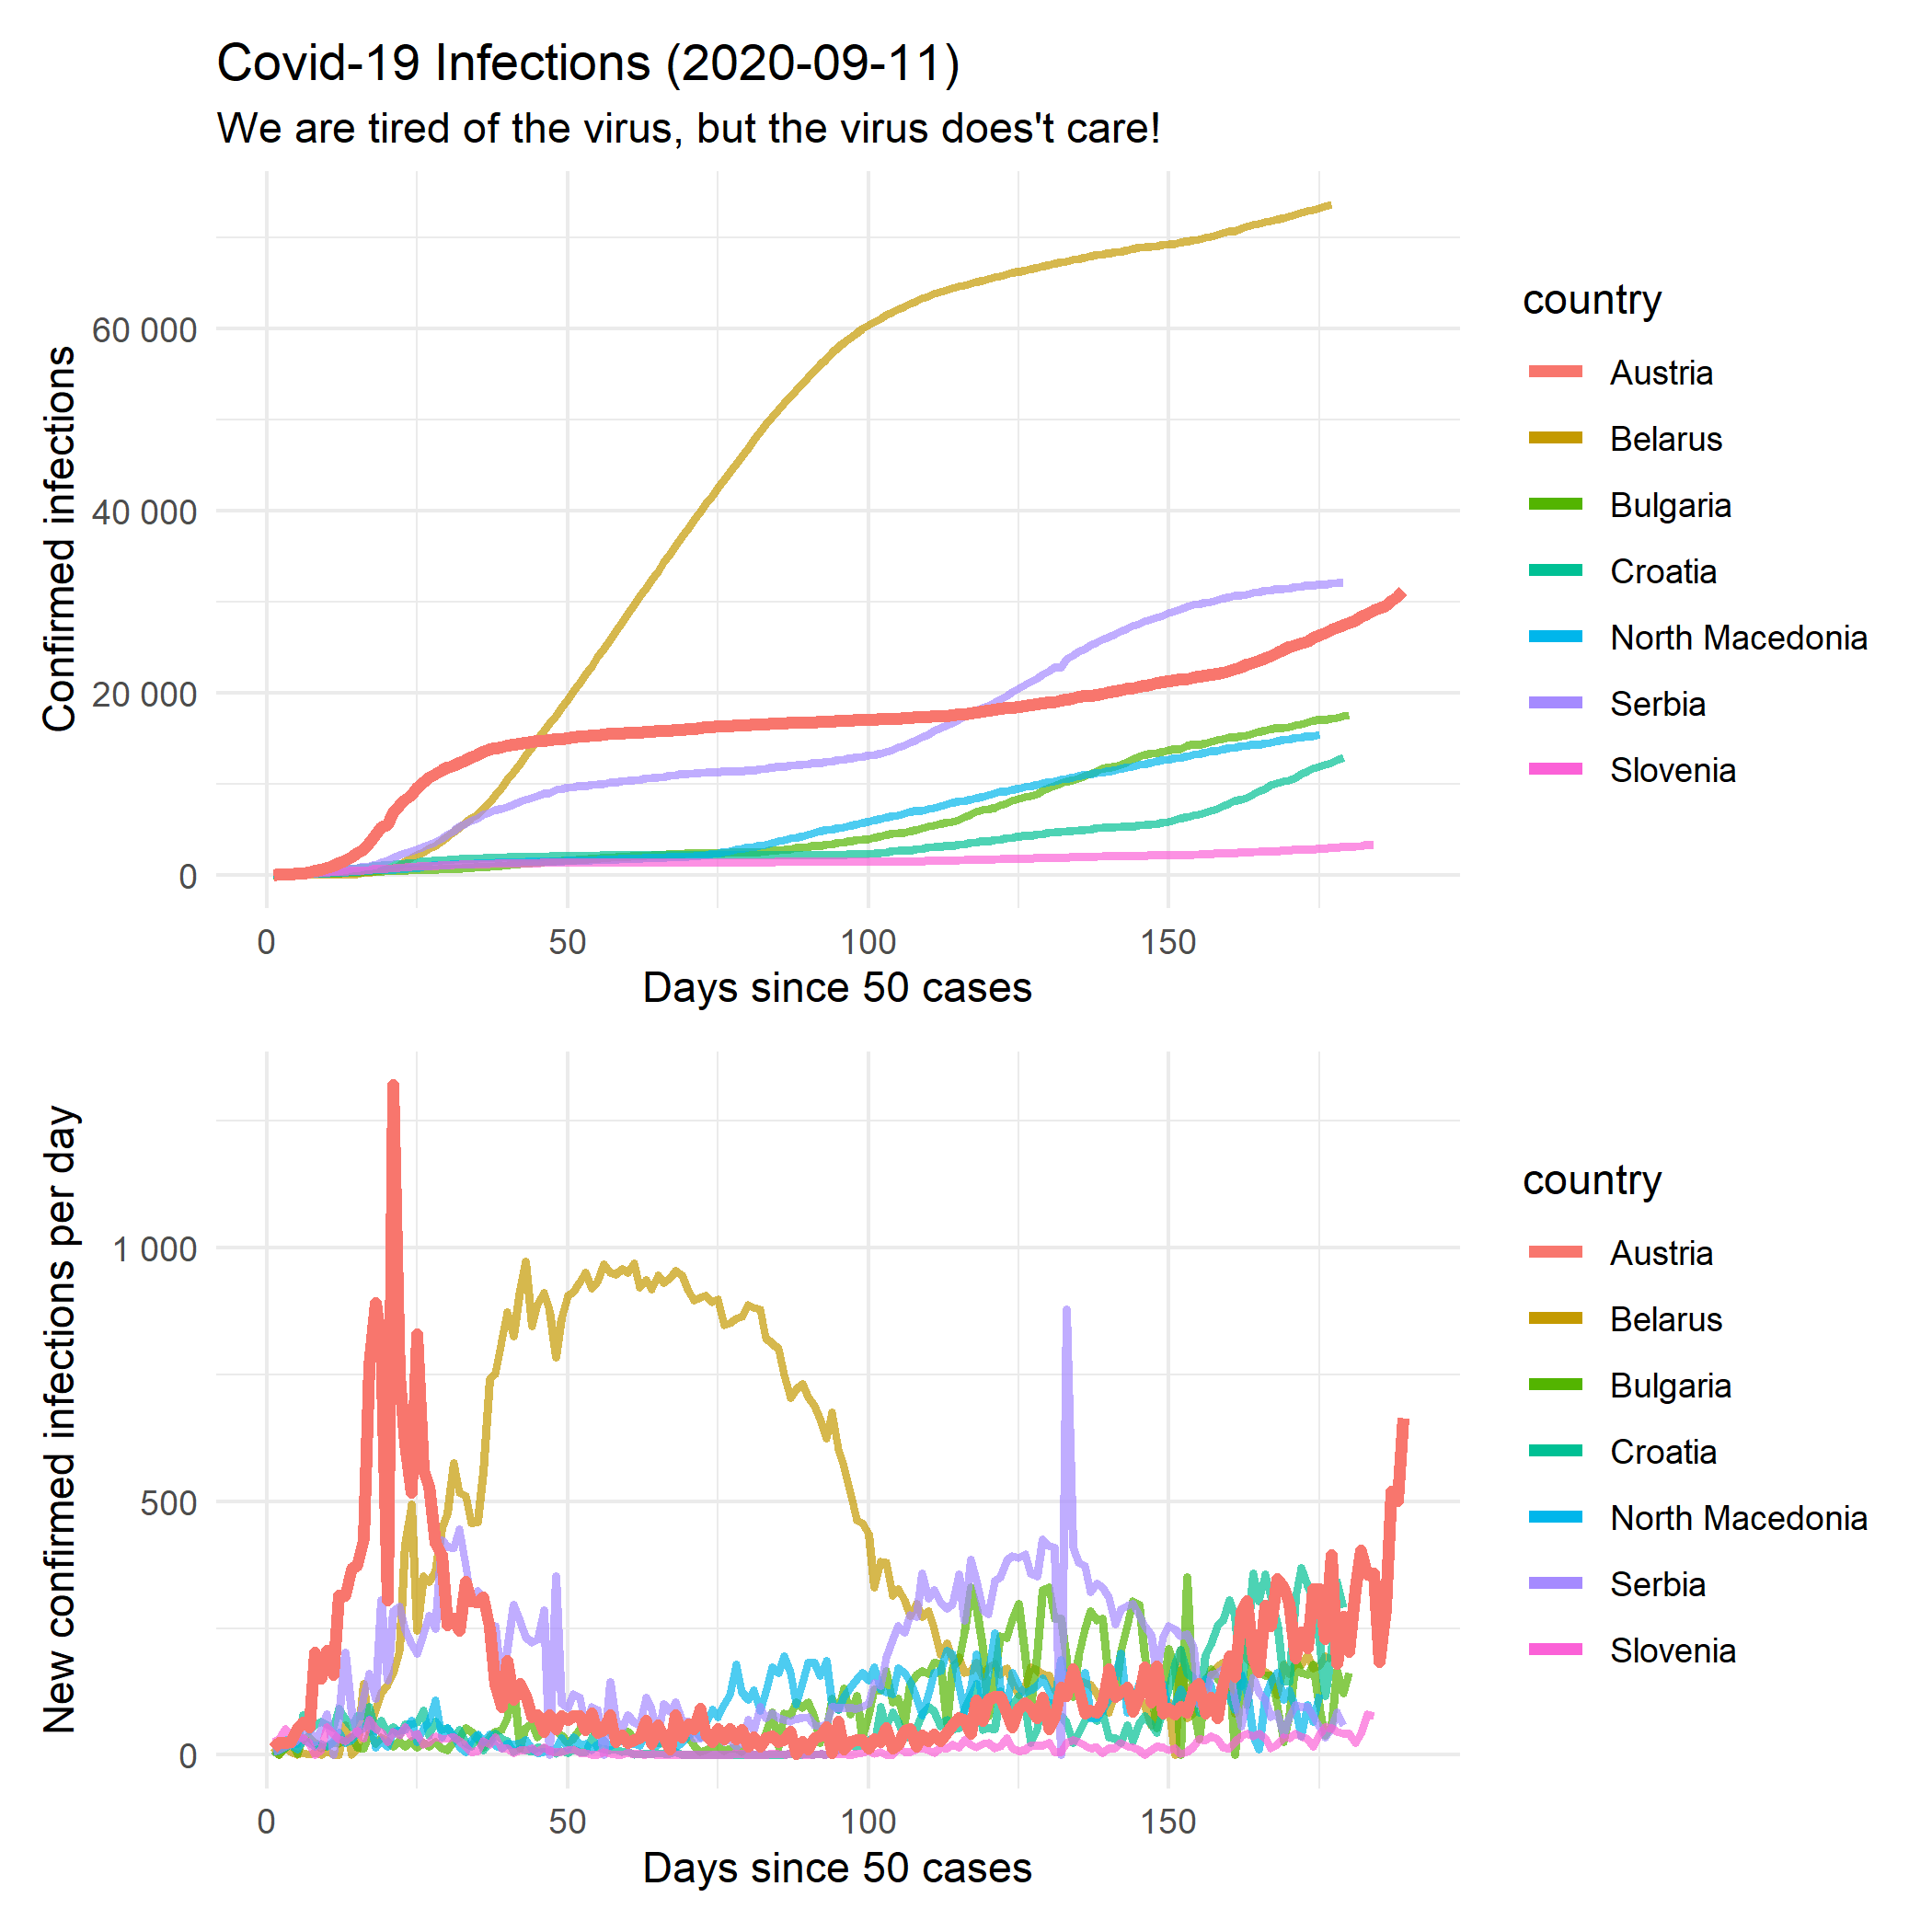 Covid-19 Infections (2020-09-11)
We are tired of the virus, but the virus does't care!
Confirmed infections
60 000
40 000
20 000
0
0 50 100 150
Days since 50 cases
country
Austria
Belarus
Bulgaria
Croatia
North Macedonia
Serbia
Slovenia
New confirmed infections per day
1 000
500
0
0 50 100 150
Days since 50 cases
country
Austria
Belarus
Bulgaria
Croatia
North Macedonia
Serbia
Slovenia